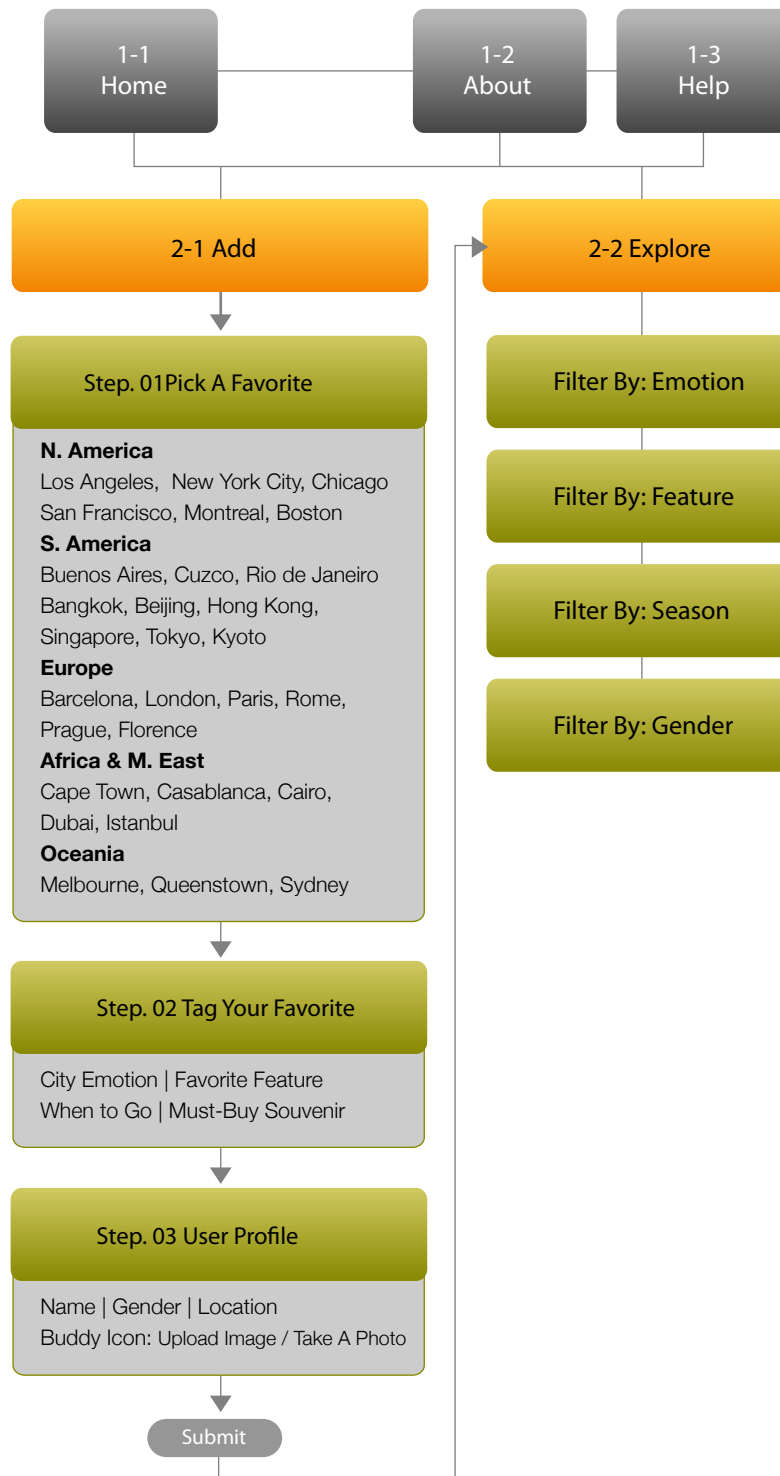 1-1
Home
1-2
About
1-3
Help
2-1 Add
Step. 01Pick A Favorite
N. America
Los Angeles,  New York City, Chicago
San Francisco, Montreal, Boston
S. America
Buenos Aires, Cuzco, Rio de Janeiro
Bangkok, Beijing, Hong Kong,
Singapore, Tokyo, Kyoto
Europe
Barcelona, London, Paris, Rome,
Prague, Florence
Africa & M. East
Cape Town, Casablanca, Cairo,
Dubai, Istanbul
Oceania
Melbourne, Queenstown, Sydney
Step. 02 Tag Your Favorite
City Emotion | Favorite Feature
When to Go | Must-Buy Souvenir
Step. 03 User Profile
Name | Gender | Location
Buddy Icon: Upload Image / Take A Photo
Submit
2-2 Explore
Filter By: Emotion
Filter By: Feature
Filter By: Season
Filter By: Gender